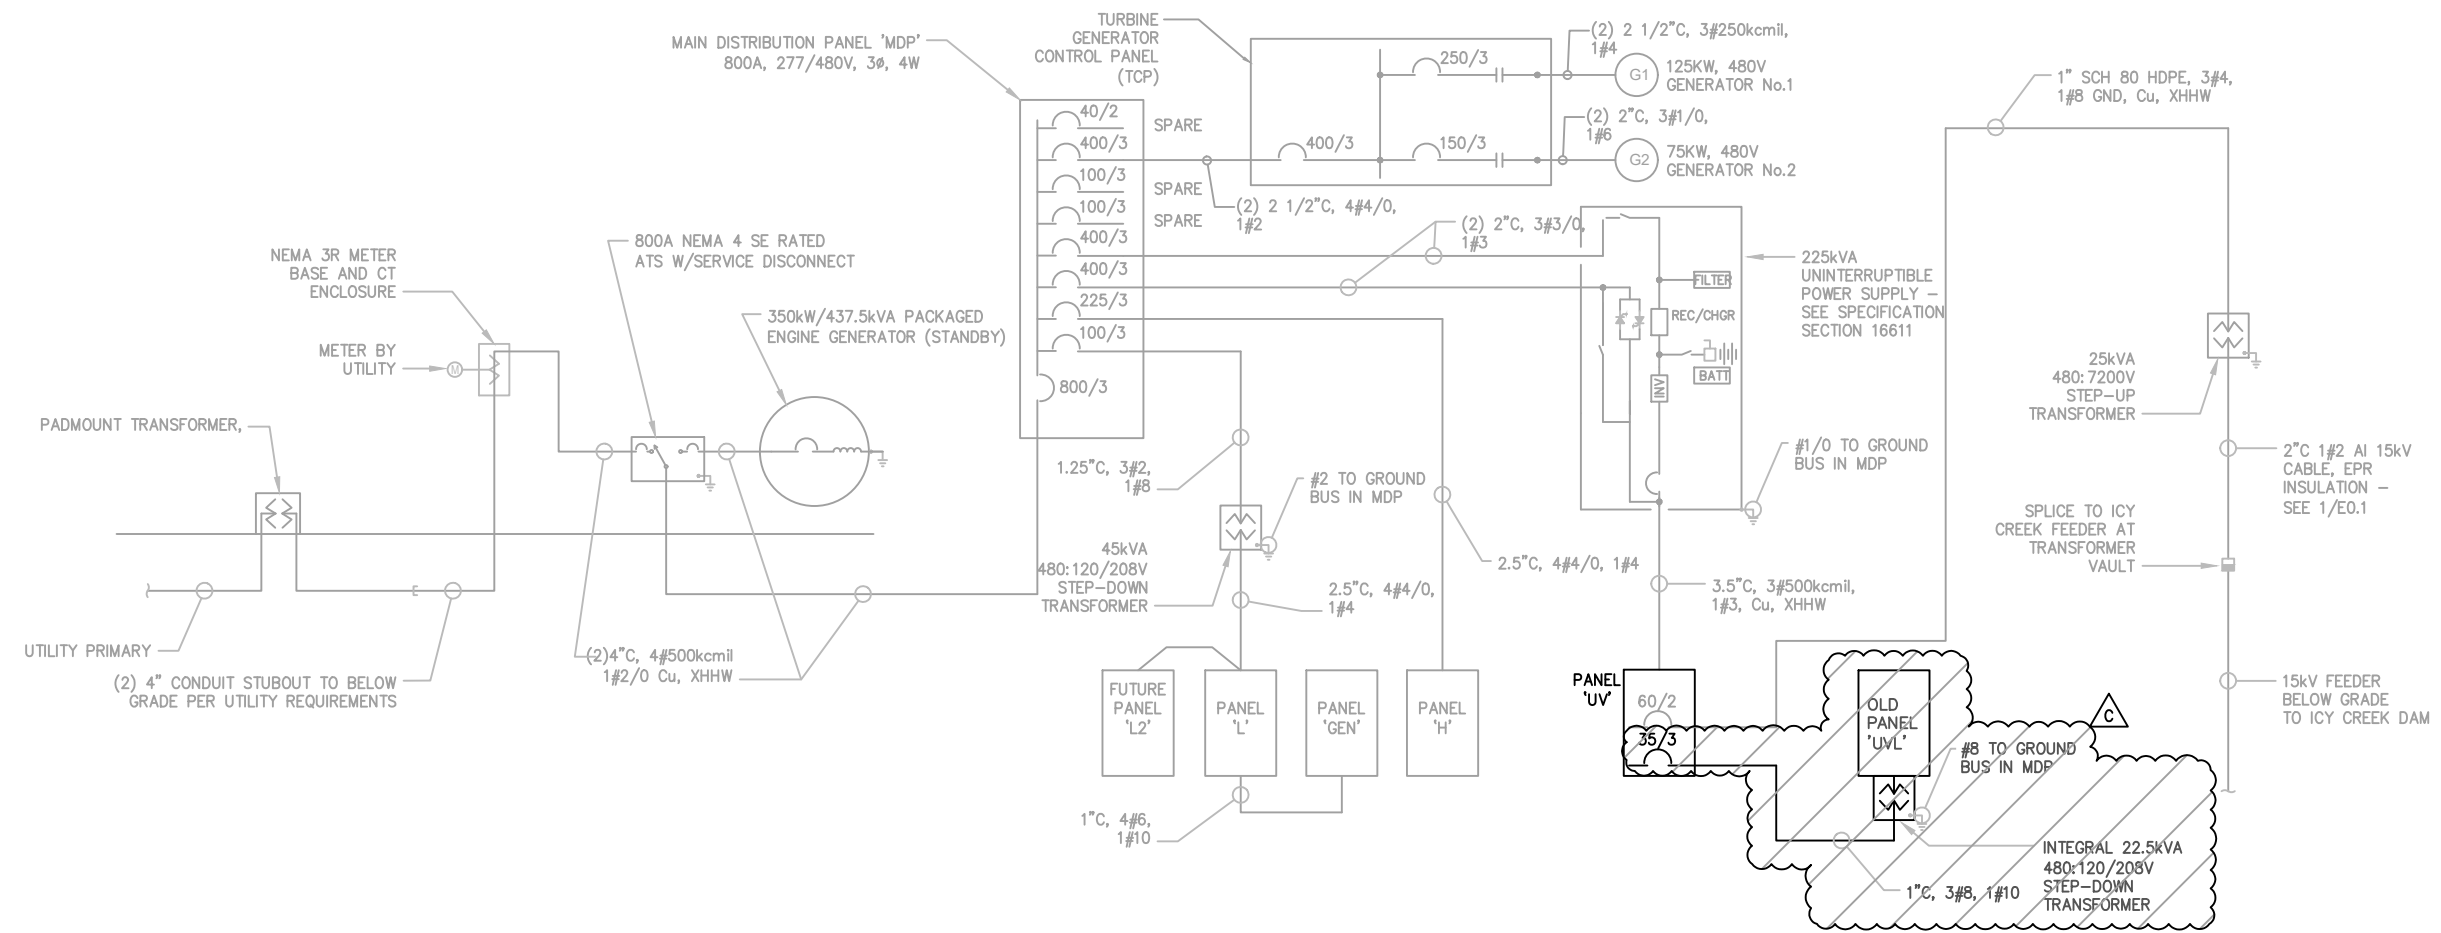 MAIN DISTRIBUTION PANEL 'MDP'
800A, 277/480V, 3ø, 4W
TURBINE
GENERATOR
CONTROL PANEL
(TCP)
250/3
400/3
150/3
(2) 2 1/2"C, 3#250kcmil,
1#4
G1
125KW, 480V
GENERATOR No.1
(2) 2"C, 3#1/0,
1#6
G2
75KW, 480V
GENERATOR No.2
1" SCH 80 HDPE, 3#4,
1#8 GND, Cu, XHHW
40/2
SPARE
400/3
100/3
SPARE
100/3
SPARE
400/3
400/3
225/3
100/3
800/3
(2) 2 1/2"C, 4#4/0,
1#2
(2) 2"C, 3#3/0,
1#3
NEMA 3R METER
BASE AND CT
ENCLOSURE
800A NEMA 4 SE RATED
ATS W/SERVICE DISCONNECT
350kW/437.5kVA PACKAGED
ENGINE GENERATOR (STANDBY)
METER BY
UTILITY
M
PADMOUNT TRANSFORMER,
UTILITY PRIMARY
(2) 4" CONDUIT STUBOUT TO BELOW
GRADE PER UTILITY REQUIREMENTS
(2)4"C, 4#500kcmil
1#2/0 Cu, XHHW
FILTER
REC/CHGR
BATT
INV
225kVA
UNINTERRUPTIBLE
POWER SUPPLY –
SEE SPECIFICATION
SECTION 16611
#1/0 TO GROUND
BUS IN MDP
25kVA
480:7200V
STEP–UP
TRANSFORMER
2"C 1#2 Al 15kV
CABLE, EPR
INSULATION –
SEE 1/E0.1
SPLICE TO ICY
CREEK FEEDER AT
TRANSFORMER
VAULT
15kV FEEDER
BELOW GRADE
TO ICY CREEK DAM
1.25"C, 3#2,
1#8
#2 TO GROUND
BUS IN MDP
45kVA
480:120/208V
STEP–DOWN
TRANSFORMER
2.5"C, 4#4/0,
1#4
2.5"C, 4#4/0, 1#4
3.5"C, 3#500kcmil,
1#3, Cu, XHHW
FUTURE
PANEL
'L2'
PANEL
'L'
PANEL
'GEN'
PANEL
'H'
1"C, 4#6,
1#10
PANEL
'UV'
60/2
35/3
OLD
PANEL
'UVL'
C
#8 TO GROUND
BUS IN MDP
INTEGRAL 22.5kVA
480:120/208V
STEP–DOWN
TRANSFORMER
1"C, 3#8, 1#10